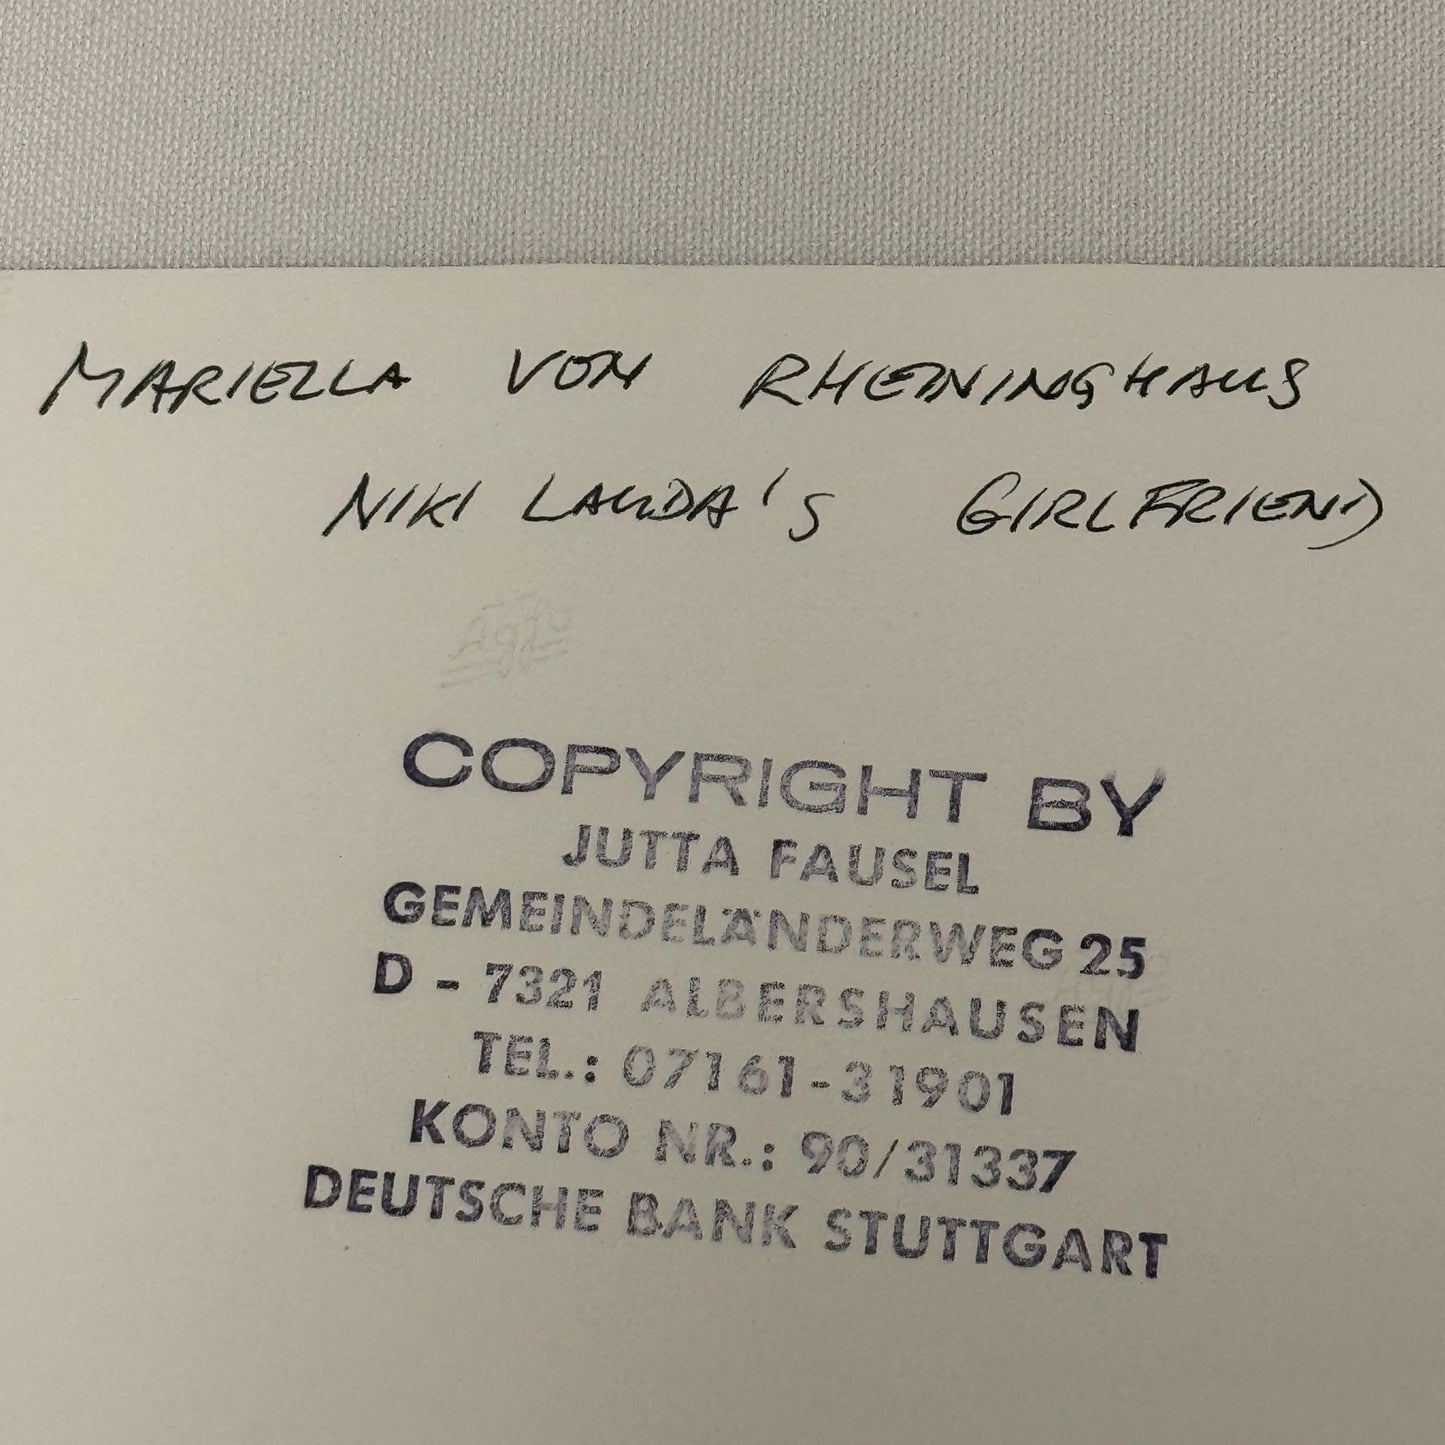 MARIELLA VON RHEININGHAUS
NIKI LAUDA'S GIRLFRIEND
COPYRIGHT BY
JUTTA FAUSEL
GEMEINDELÄNDERWEG 25
D - 7321 ALBERSHAUSEN
TEL.: 07161-31901
KONTO NR.: 90/31337
DEUTSCHE BANK STUTTGART